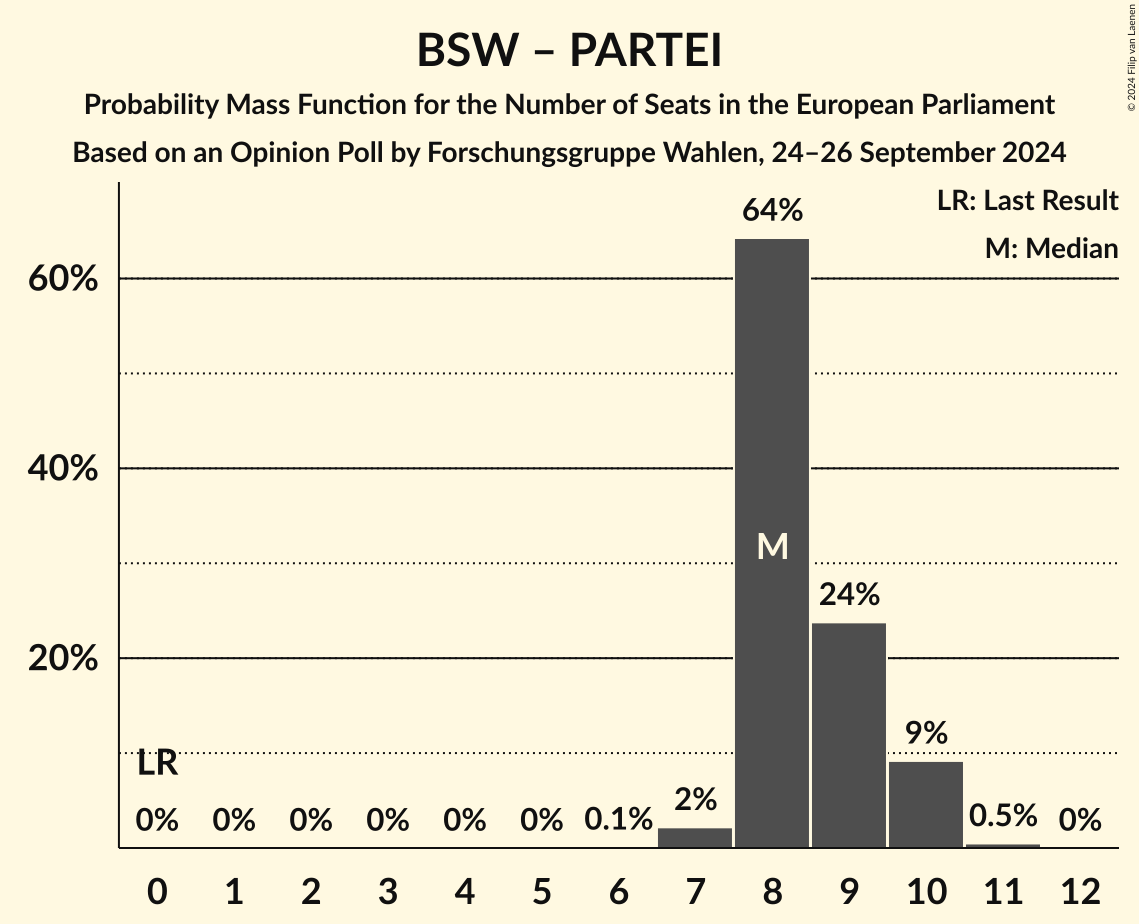 BSW – PARTEI
Probability Mass Function for the Number of Seats in the European Parliament
Based on an Opinion Poll by Forschungsgruppe Wahlen, 24–26 September 2024
© 2024 Filip van Laenen
LR: Last Result
M: Median
60%
40%
20%
LR
M
0% 0% 0% 0% 0% 0% 0.1% 2% 64% 24% 9% 0.5% 0%
0 1 2 3 4 5 6 7 8 9 10 11 12